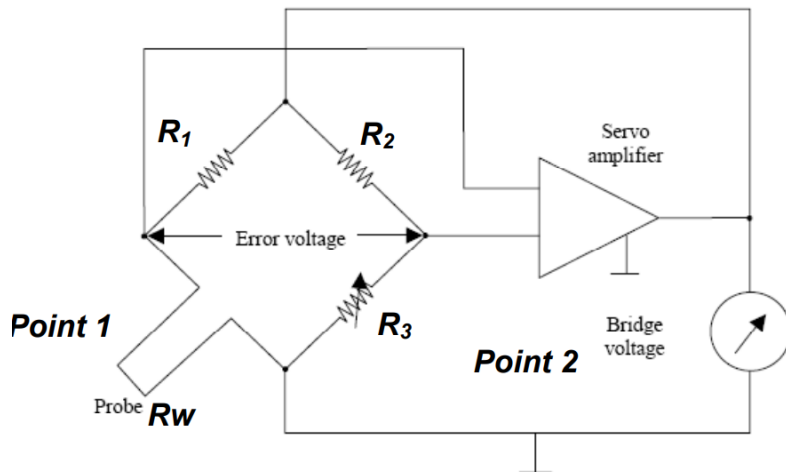 R1
R2
Servo
amplifier
Error voltage
Point 1
R3
Bridge
voltage
Point 2
Probe
Rw